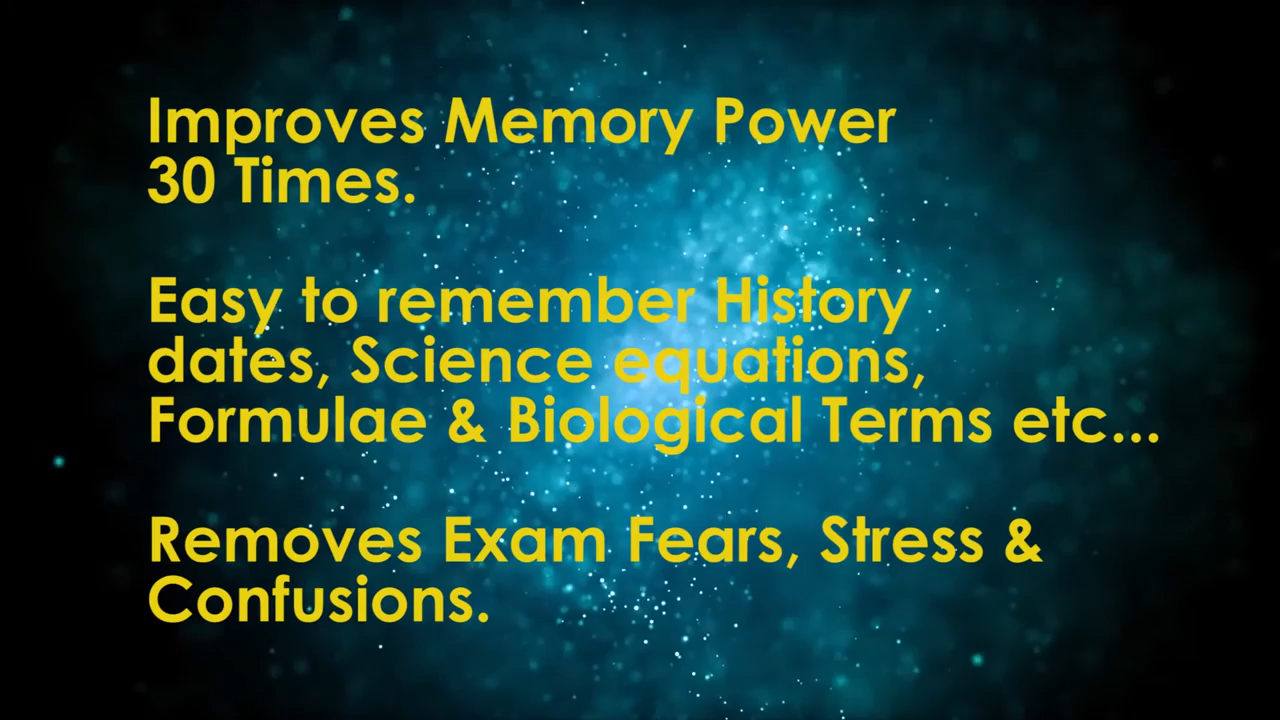 Improves Memory Power
30 Times.
Easy to remember History
dates, Science equations,
Formulae & Biological Terms etc...
Removes Exam Fears, Stress &
Confusions.